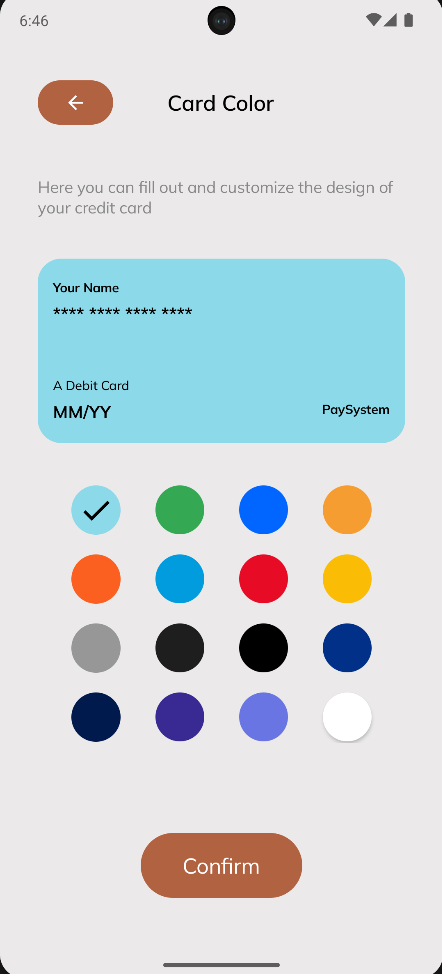 6:46
Card Color
Here you can fill out and customize the design of
your credit card
Your Name
**** **** **** ****
A Debit Card
MM/YY
PaySystem
Confirm